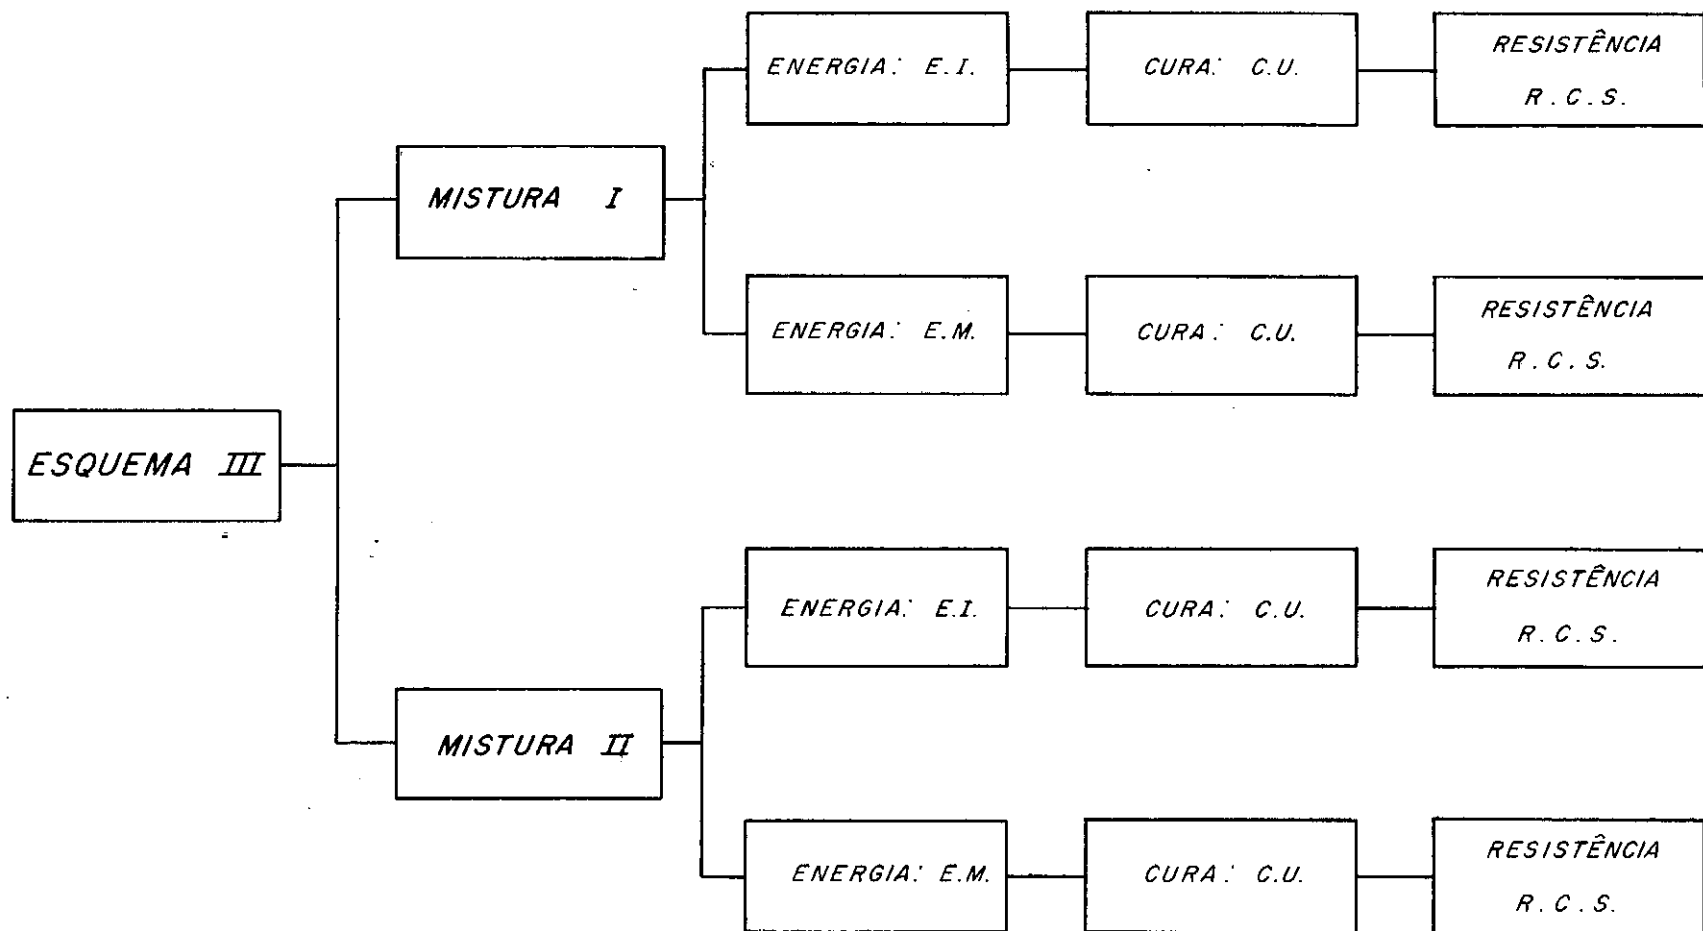 ENERGIA: E.I.
CURA: C.U.
RESISTÊNCIA
R.C.S.
MISTURA I
ENERGIA: E.M.
CURA: C.U.
RESISTÊNCIA
R.C.S.
ESQUEMA III
ENERGIA: E.I.
CURA: C.U.
RESISTÊNCIA
R.C.S.
MISTURA II
ENERGIA: E.M.
CURA: C.U.
RESISTÊNCIA
R.C.S.